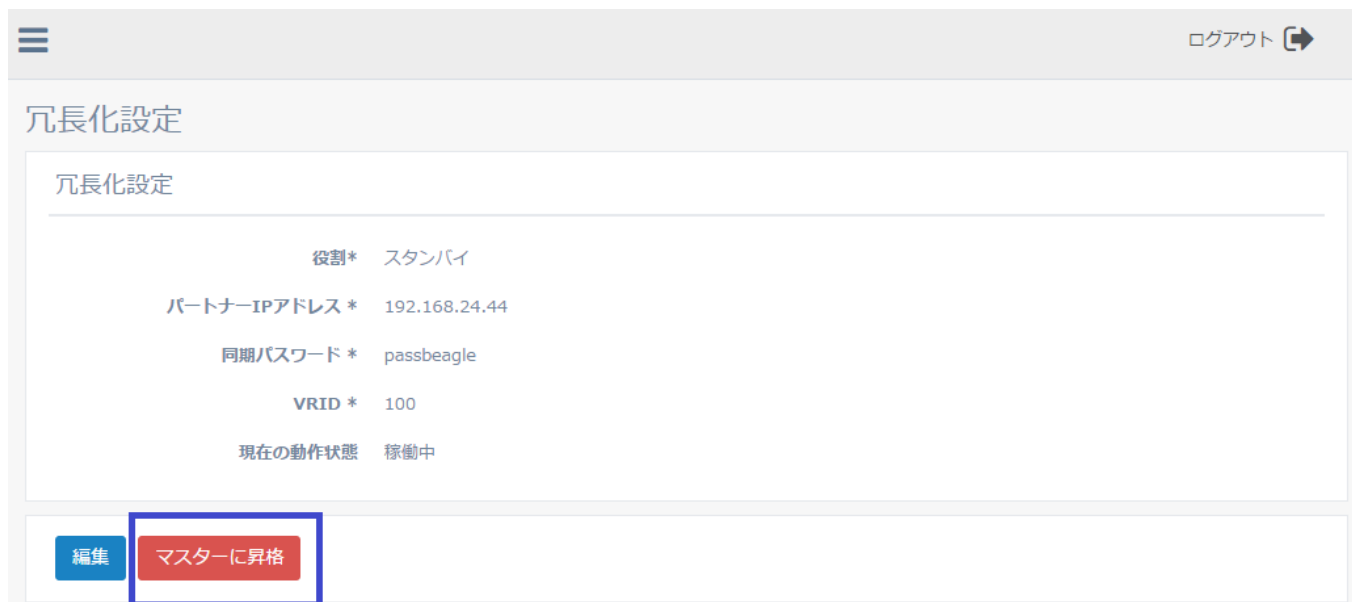 ログアウト
冗長化設定
冗長化設定
役割* スタンバイ
パートナーIPアドレス * 192.168.24.44
同期パスワード * passbeagle
VRID * 100
現在の動作状態 稼働中
編集 マスターに昇格